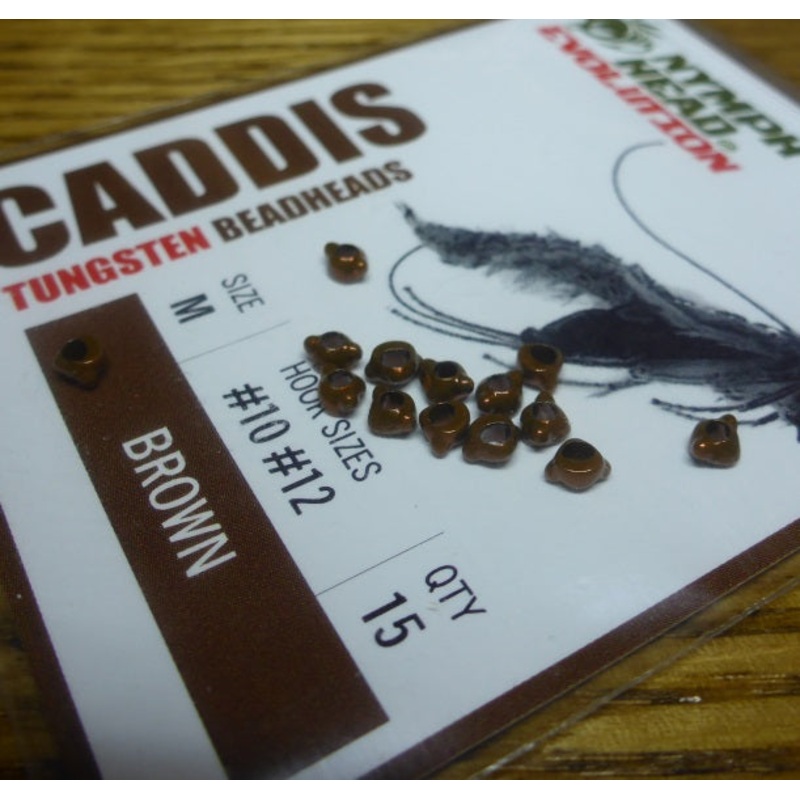 NYMPH
HEAD®
EVOLUTION
CADDIS
TUNGSTEN BEADHEADS
SIZE
M
HOOK SIZES
#10 #12
QTY
15
BROWN